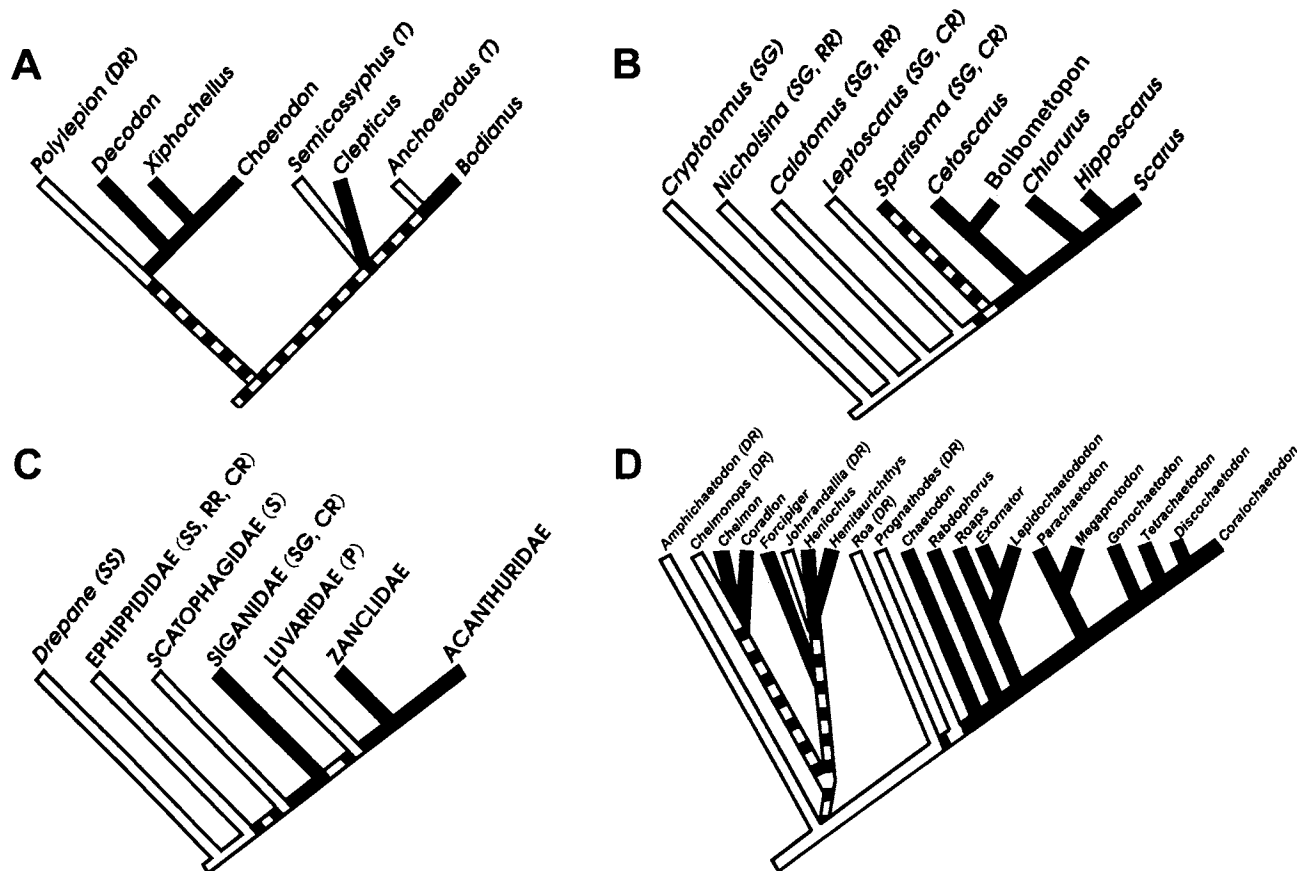 A
Polylepion (DR)
Decodon
Xiphochellus
Choerodon
Semicossyphus (T)
Clepticus
Anchoerodus (T)
Bodianus
B
Cryptotomus (SG)
Nicholsina (SG, RR)
Calotomus (SG, RR)
Leptoscarus (SG, CR)
Sparisoma (SG, CR)
Cetoscarus
Bolbometopon
Chlorurus
Hipposcarus
Scarus
C
Drepane (SS)
EPHIPPIDIDAE (SS, RR, CR)
SCATOPHAGIDAE (S)
SIGANIDAE (SG, CR)
LUVARIDAE (P)
ZANCLIDAE
ACANTHURIDAE
D
Amphichaetodon (DR)
Chelmonops (DR)
Chelmon
Coradion
Forcipiger
Johnrandallia (DR)
Heniochus
Hemitaurichthys
Roa (DR)
Prognathodes (DR)
Chaetodon
Rabdophorus
Roaps
Exornator
Lepidochaetododon
Parachaetodon
Megaprotodon
Gonochaetodon
Tetrachaetodon
Discochaetodon
Coralochaetodon